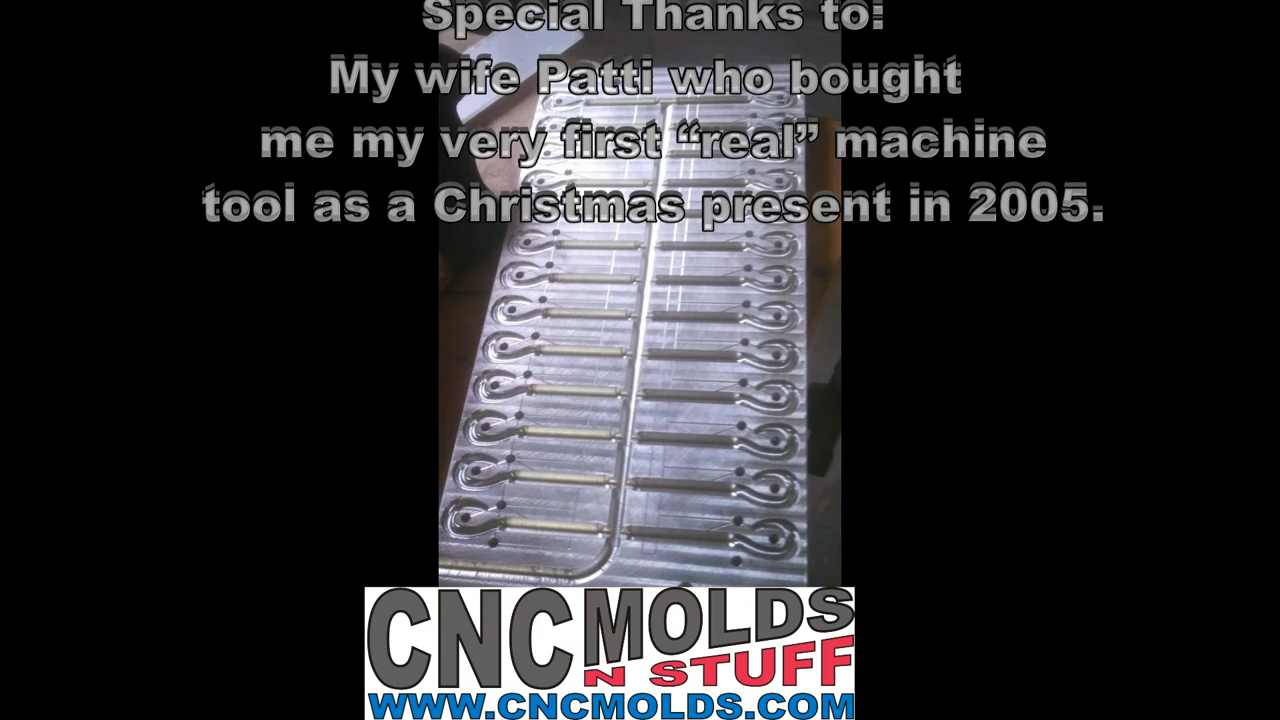 Special Thanks to:
My wife Patti who bought
me my very first “real” machine
tool as a Christmas present in 2005.
CNC MOLDS
N STUFF
WWW.CNCMOLDS.COM